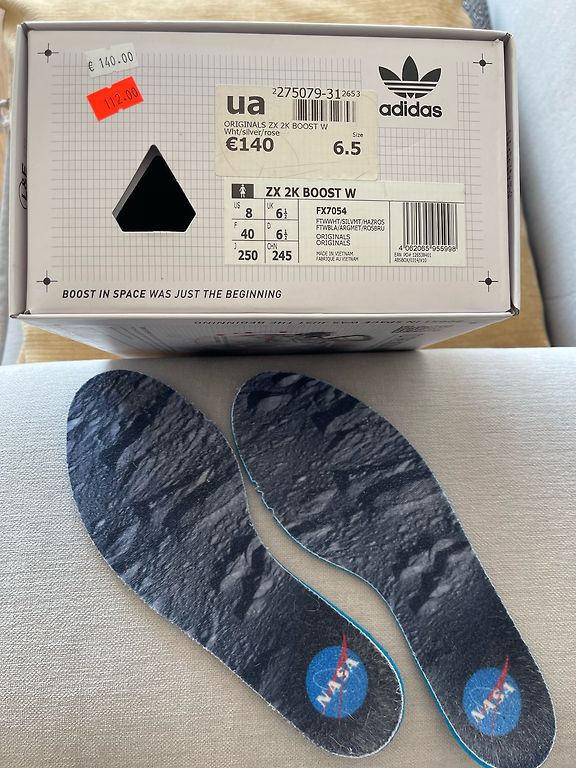 € 140.00
112.00
ua
2275079-31 2653
ORIGINALS ZX 2K BOOST W
Wht/silver/rose
Size
€140
6.5
adidas
ZX 2K BOOST W
US
8
UK
6½
F
40
D
6½
J
250
CHN
245
FX7054
FTWWHT/SILVMT/HAZROS
FTWBLA/ARGMET/ROSBRU
ORIGINALS
ORIGINALS
MADE IN VIETNAM
FABRIQUE AU VIETNAM
4 062065 955998
BOOST IN SPACE WAS JUST THE BEGINNING
NASA
NASA